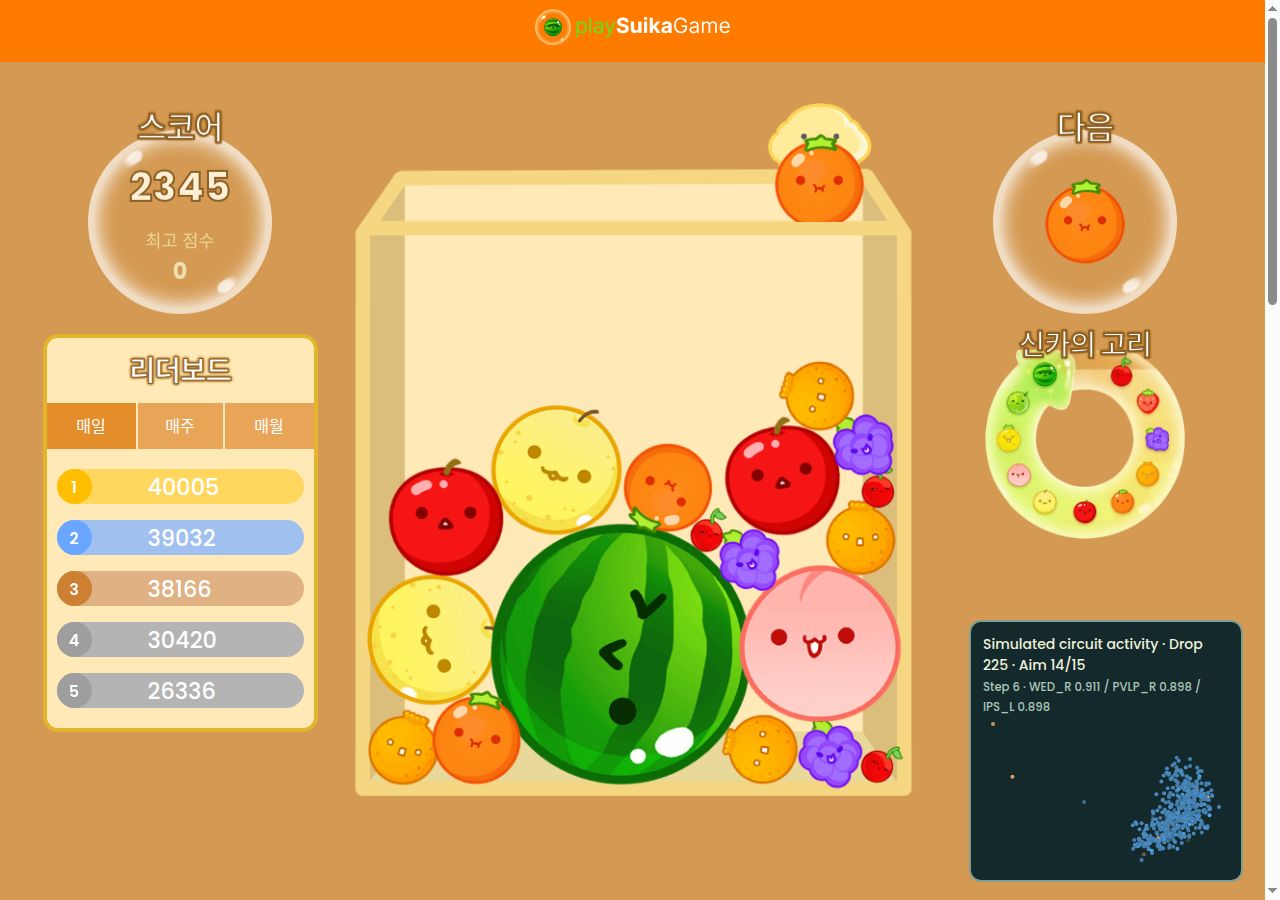 playSuikaGame
스코어
2345
최고 점수
0
다음
신카의 고리
리더보드
매일 매주 매월
1 40005
2 39032
3 38166
4 30420
5 26336
Simulated circuit activity · Drop
225 · Aim 14/15
Step 6 · WED_R 0.911 / PVLP_R 0.898 /
IPS_L 0.898